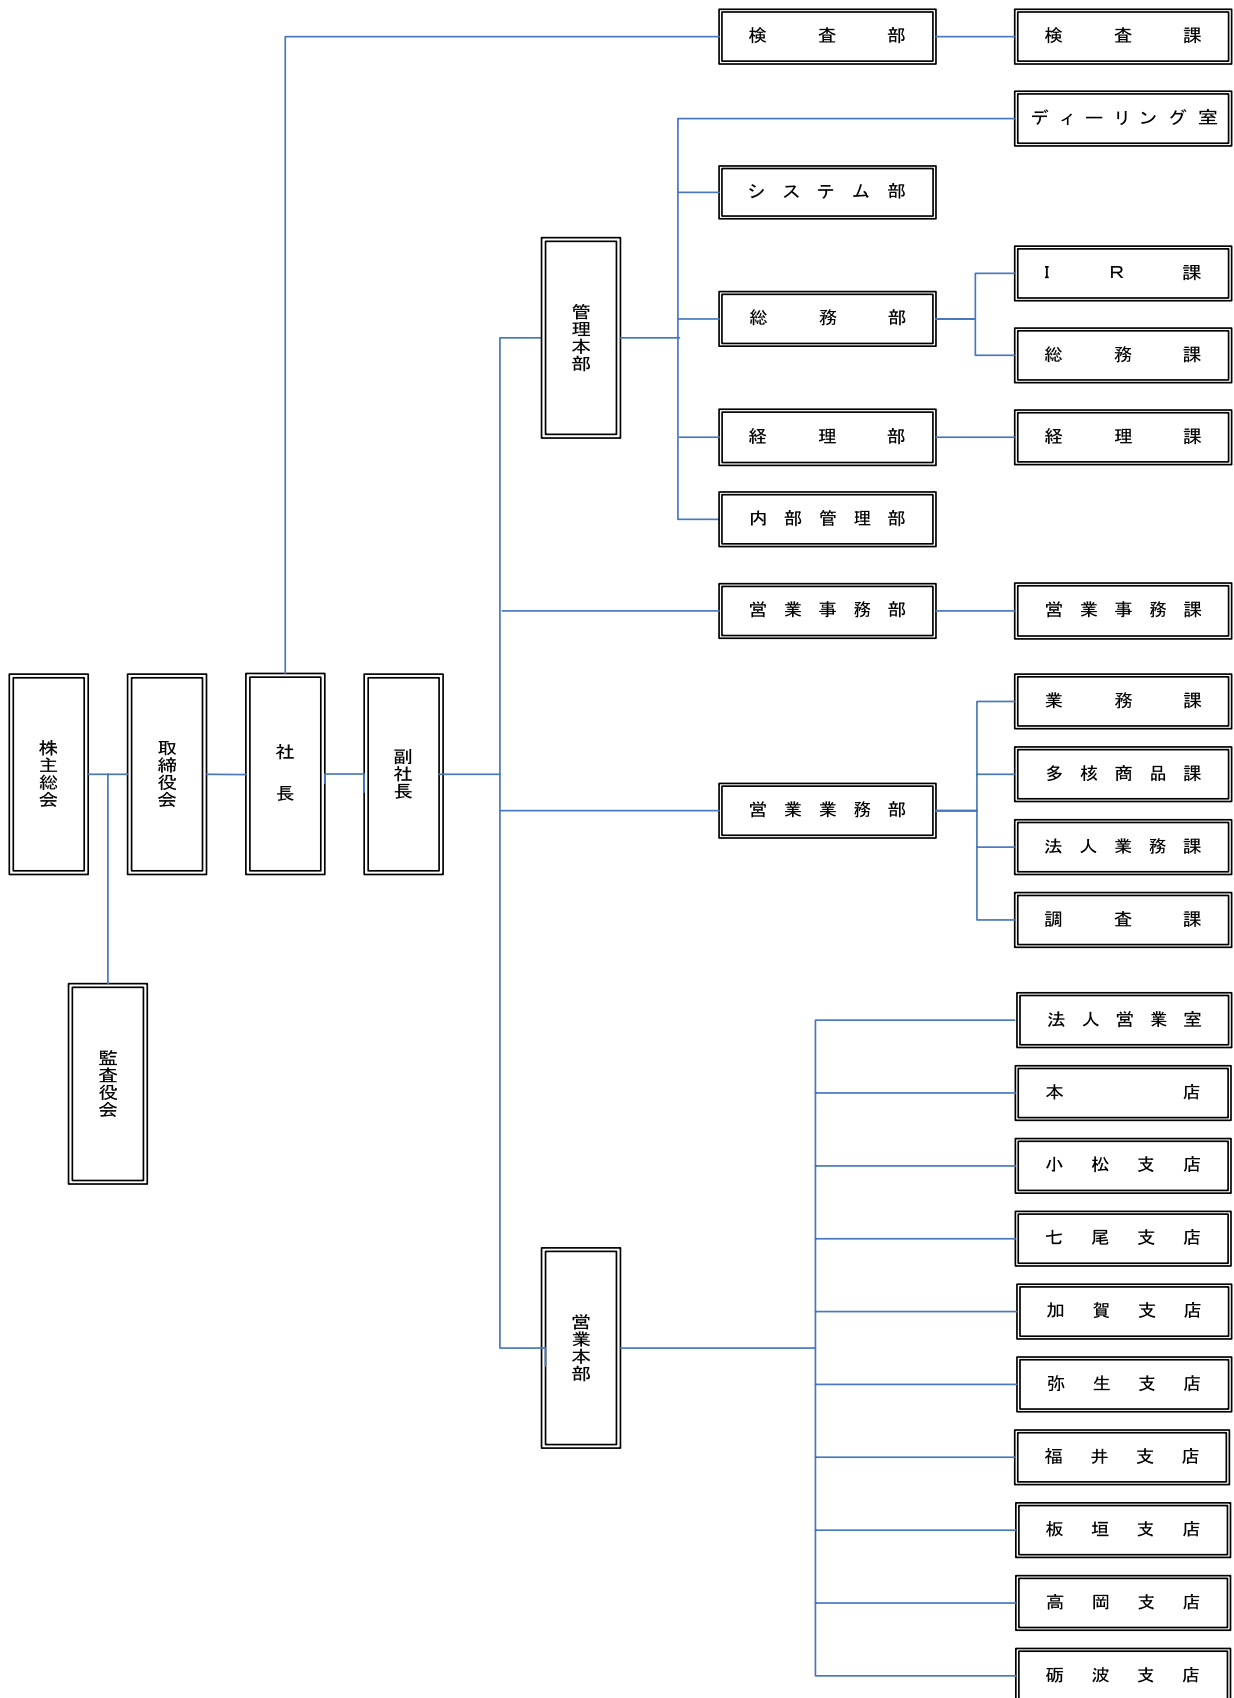 検査部
検査課
ディーリング室
システム部
管理本部
IR課
総務部
総務課
経理部
経理課
内部管理部
営業事務部
営業事務課
株主総会
取締役会
社長
副社長
業務課
多核商品課
営業業務部
法人業務課
調査課
監査役会
法人営業室
本店
小松支店
七尾支店
営業本部
加賀支店
弥生支店
福井支店
板垣支店
高岡支店
砺波支店